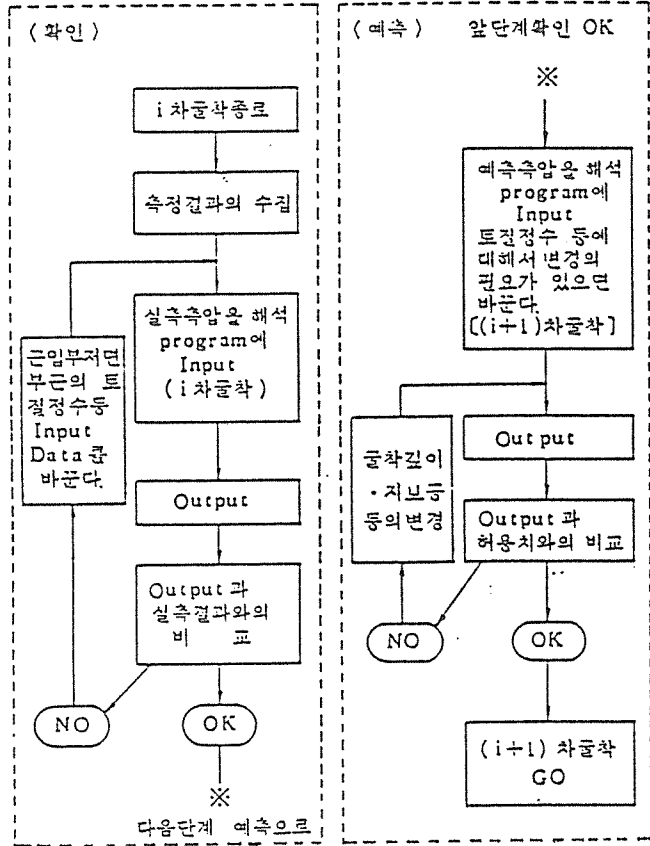 〈확인〉
i차굴착종료
측정결과의 수집
실측측압을 해석
program에
Input
(i차굴착)
부근의 토
질정수등
Input
Data를
바꾼다.
Output
Output과
실측결과와의
비 교
NO
OK
※
다음단계 예측으로
〈예측〉 앞단계확인 OK
※
예측측압을 해석
program에
Input
토질정수 등에
대해서 변경의
필요가 있으면
바꾼다.
[(i+1)차굴착]
Output
굴착깊이
·지보등
등의변경
Output과
허용치와의 비교
NO
OK
(i+1)차굴착
GO